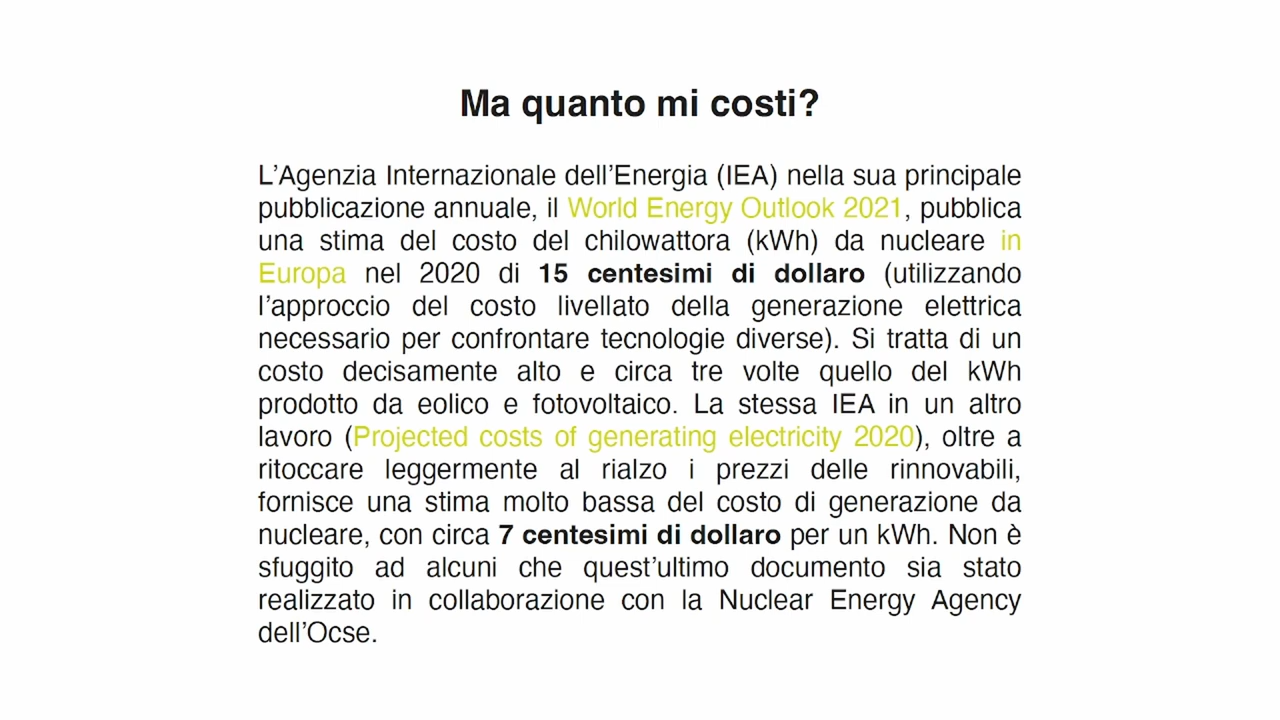 Ma quanto mi costi?
L’Agenzia Internazionale dell’Energia (IEA) nella sua principale
pubblicazione annuale, il World Energy Outlook 2021, pubblica
una stima del costo del chilowattora (kWh) da nucleare in
Europa nel 2020 di 15 centesimi di dollaro (utilizzando
l’approccio del costo livellato della generazione elettrica
necessario per confrontare tecnologie diverse). Si tratta di un
costo decisamente alto e circa tre volte quello del kWh
prodotto da eolico e fotovoltaico. La stessa IEA in un altro
lavoro (Projected costs of generating electricity 2020), oltre a
ritoccare leggermente al rialzo i prezzi delle rinnovabili,
fornisce una stima molto bassa del costo di generazione da
nucleare, con circa 7 centesimi di dollaro per un kWh. Non è
sfuggito ad alcuni che quest’ultimo documento sia stato
realizzato in collaborazione con la Nuclear Energy Agency
dell’Ocse.